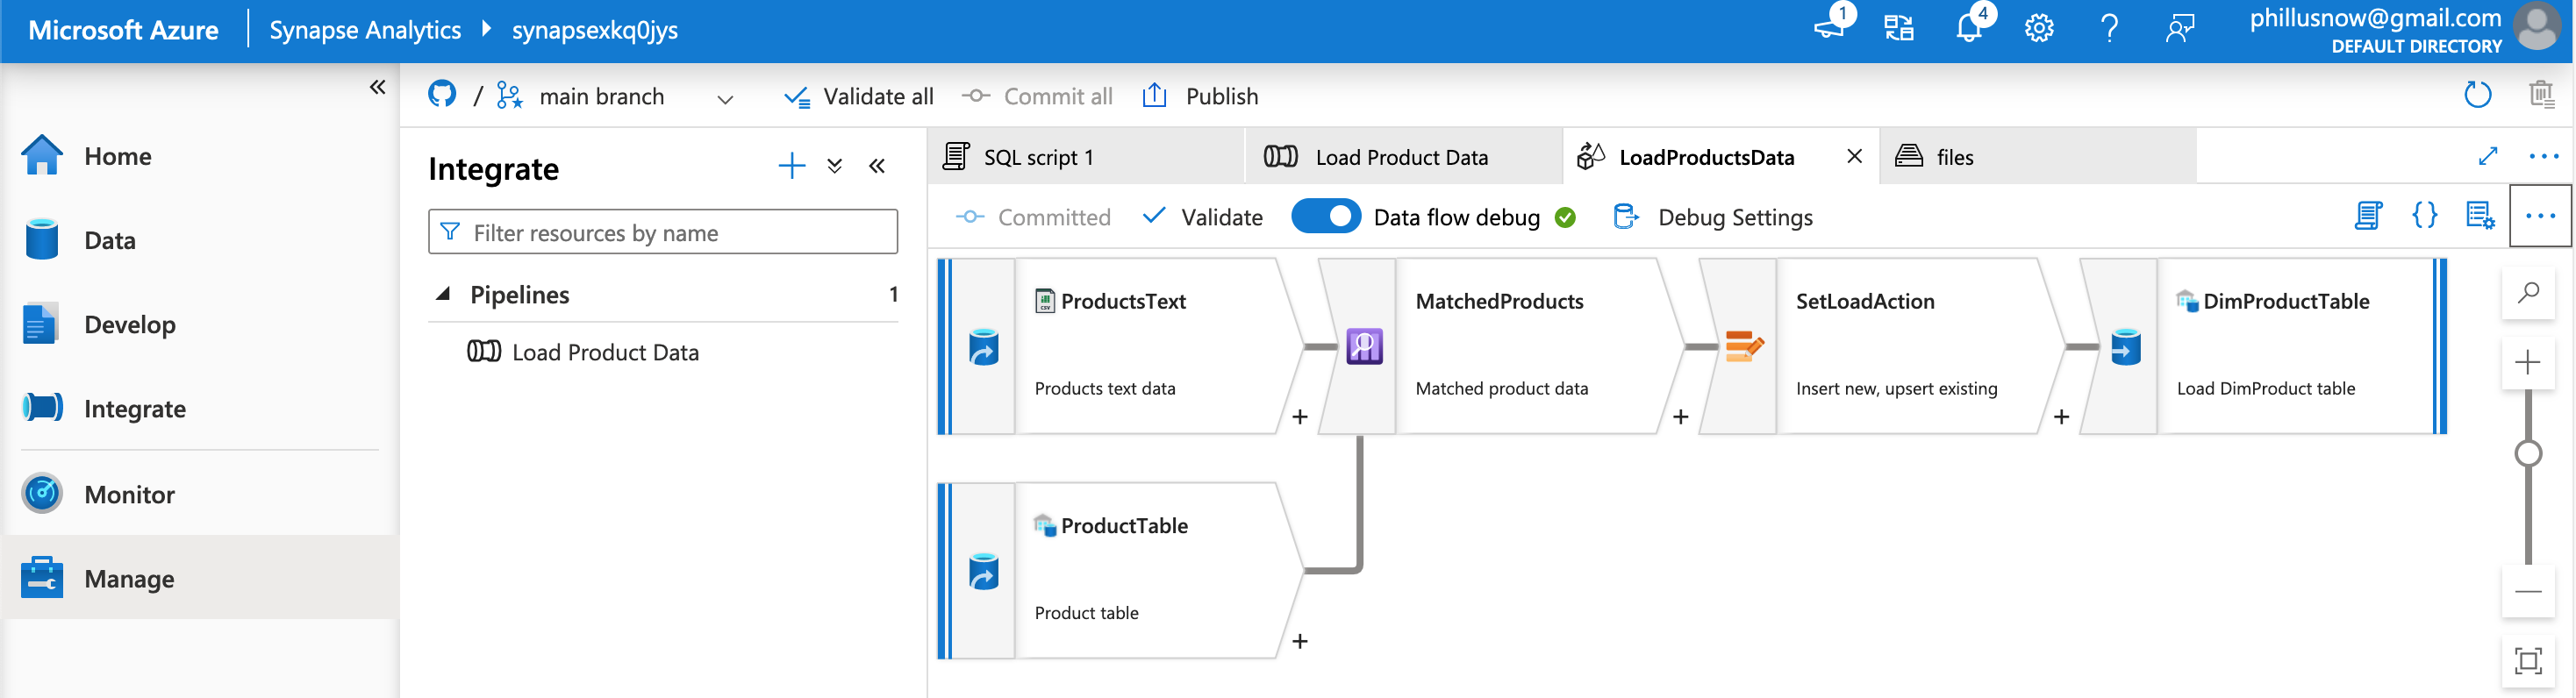 Microsoft Azure
Synapse Analytics
synapsexkq0jys
1
4
phillusnow@gmail.com
DEFAULT DIRECTORY
Home
Data
Develop
Integrate
Monitor
Manage
/ main branch
Validate all
Commit all
Publish
Integrate
Filter resources by name
Pipelines 1
Load Product Data
SQL script 1
Load Product Data
LoadProductsData
files
Committed
Validate
Data flow debug
Debug Settings
ProductsText
Products text data
MatchedProducts
Matched product data
SetLoadAction
Insert new, upsert existing
DimProductTable
Load DimProduct table
ProductTable
Product table